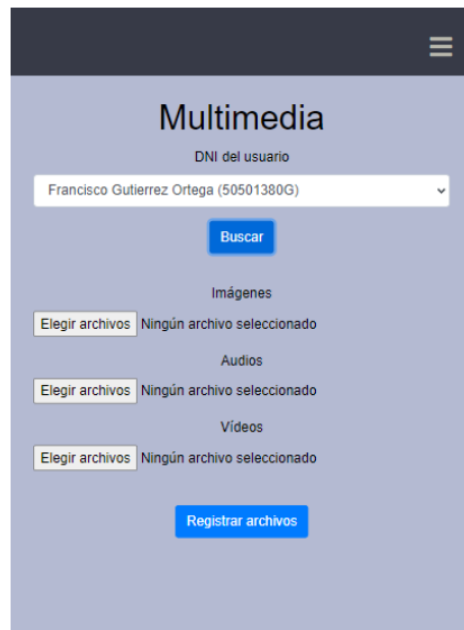 Multimedia
DNI del usuario
Francisco Gutierrez Ortega (50501380G)
Buscar
Imágenes
Elegir archivos Ningún archivo seleccionado
Audios
Elegir archivos Ningún archivo seleccionado
Vídeos
Elegir archivos Ningún archivo seleccionado
Registrar archivos